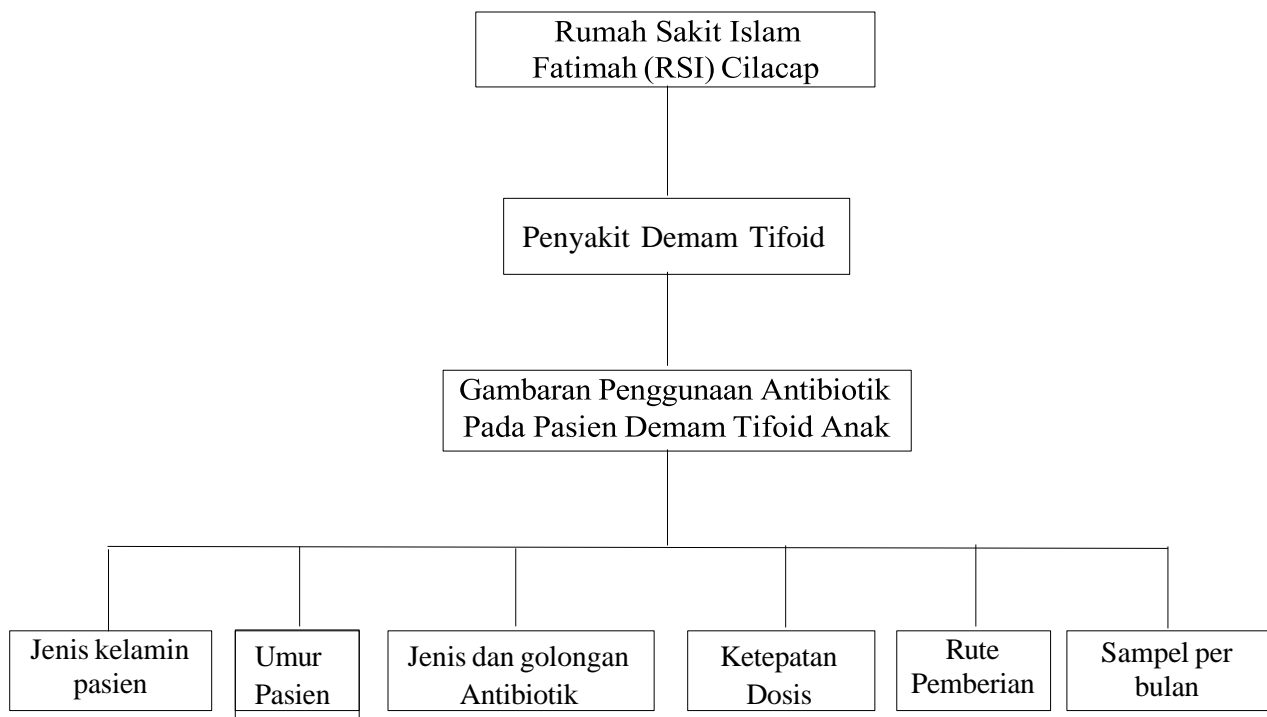 Rumah Sakit Islam
Fatimah (RSI) Cilacap
Penyakit Demam Tifoid
Gambaran Penggunaan Antibiotik
Pada Pasien Demam Tifoid Anak
Jenis kelamin
pasien
Umur
Pasien
Jenis dan golongan
Antibiotik
Ketepatan
Dosis
Rute
Pemberian
Sampel per
bulan